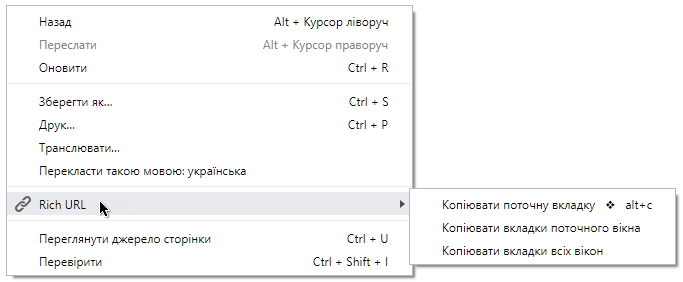 Назад Alt + Курсор ліворуч
Переслати Alt + Курсор праворуч
Оновити Ctrl + R
Зберегти як... Ctrl + S
Друк... Ctrl + P
Транслювати...
Перекласти такою мовою: українська
Rich URL
Копіювати поточну вкладку ❖ alt+c
Копіювати вкладки поточного вікна
Копіювати вкладки всіх вікон
Переглянути джерело сторінки Ctrl + U
Перевірити Ctrl + Shift + I